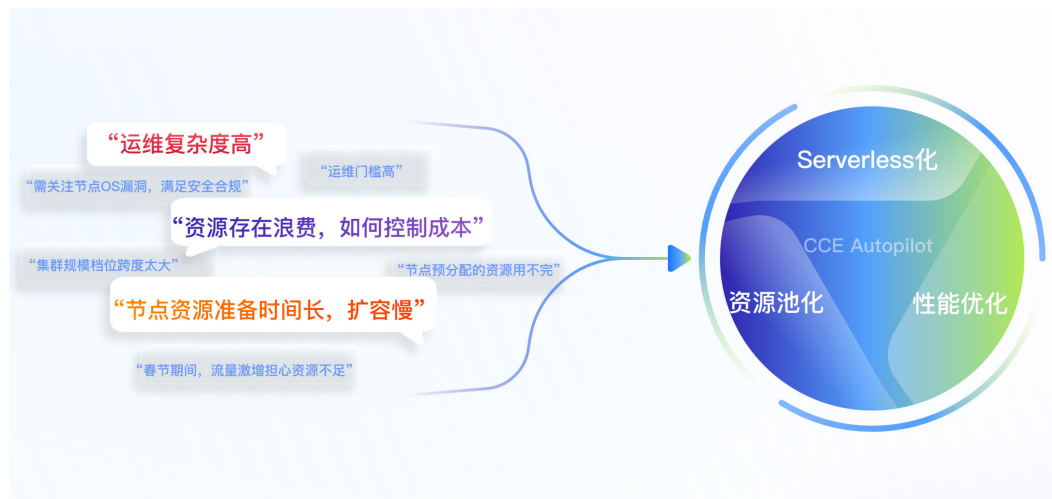 “运维复杂度高”
“运维门槛高”
“需关注节点OS漏洞，满足安全合规”
“资源存在浪费，如何控制成本”
“集群规模档位跨度太大”
“节点预分配的资源用不完”
“节点资源准备时间长，扩容慢”
“春节期间，流量激增担心资源不足”
Serverless化
CCE Autopilot
资源池化
性能优化